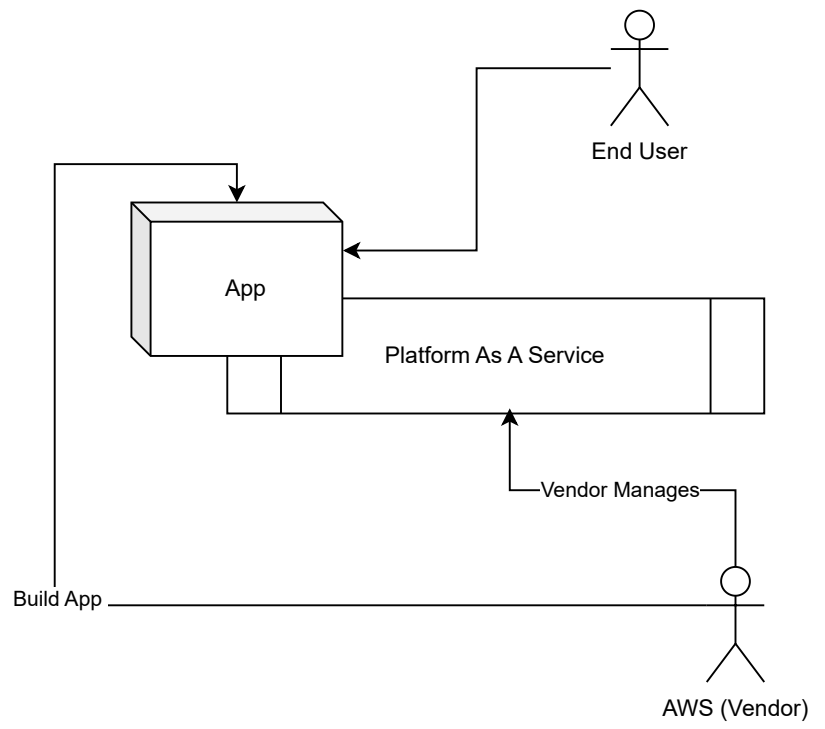 End User
App
Platform As A Service
Vendor Manages
Build App
AWS (Vendor)